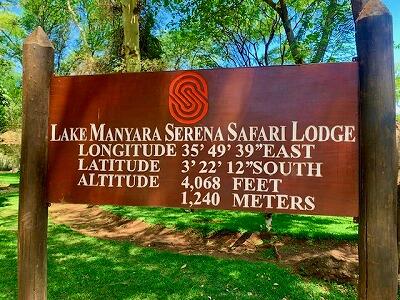 LAKE MANYARA SERENA SAFARI LODGE
LONGITUDE 35' 49' 39" EAST
LATITUDE 3' 22' 12" SOUTH
ALTITUDE 4,068 FEET
1,240 METERS